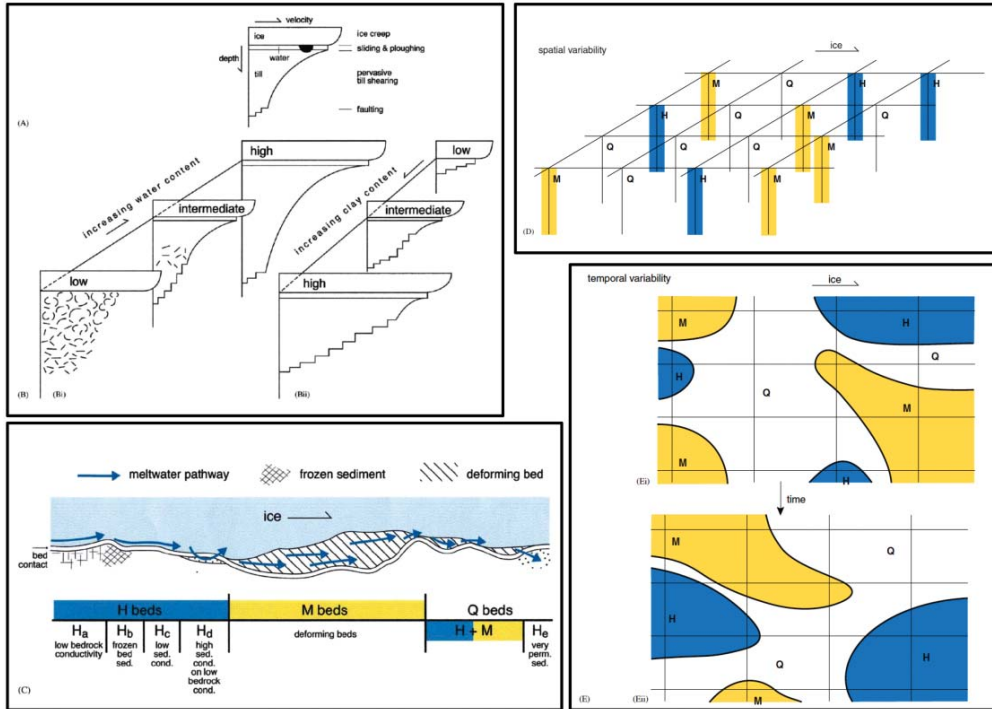 velocity
ice
ice creep
sliding & ploughing
depth
water
till
pervasive
till shearing
faulting
(A)
increasing water content
high
intermediate
low
increasing clay content
low
intermediate
high
(B)
(Bi)
(Bii)
meltwater pathway
frozen sediment
deforming bed
ice
bed
contact
H beds
M beds
Q beds
Ha
low bedrock
conductivity
Hb
frozen
bed
sed.
Hc
low
sed.
cond.
Hd
high
sed.
cond.
on low
bedrock
cond.
deforming beds
H + M
He
very
perm.
sed.
(C)
spatial variability
ice
M Q H H
H Q M Q
Q Q Q M
M Q H M
(D)
temporal variability
ice
M
H
Q
H
Q
M
M
H
(Ei)
time
M
Q
H
H
Q
M
(E)
(Eii)